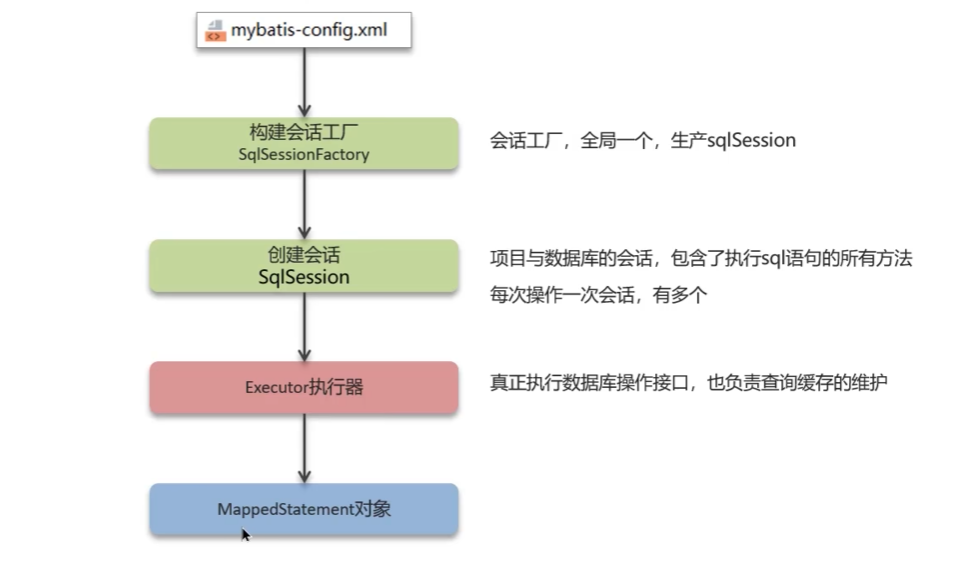 mybatis-config.xml
构建会话工厂
SqlSessionFactory
会话工厂，全局一个，生产sqlSession
创建会话
SqlSession
项目与数据库的会话，包含了执行sql语句的所有方法
每次操作一次会话，有多个
Executor执行器
真正执行数据库操作接口，也负责查询缓存的维护
MappedStatement对象